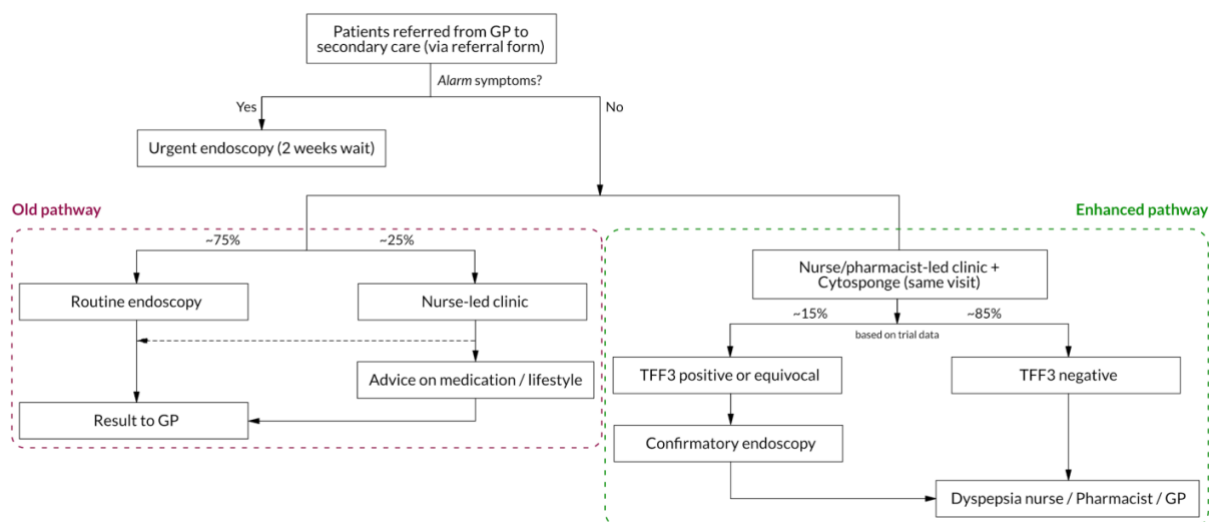 Patients referred from GP to
secondary care (via referral form)
Alarm symptoms?
Yes
No
Urgent endoscopy (2 weeks wait)
Old pathway
Enhanced pathway
~75%
~25%
Routine endoscopy
Nurse-led clinic
Advice on medication / lifestyle
Result to GP
Nurse/pharmacist-led clinic +
Cytosponge (same visit)
~15%
~85%
based on trial data
TFF3 positive or equivocal
TFF3 negative
Confirmatory endoscopy
Dyspepsia nurse / Pharmacist / GP